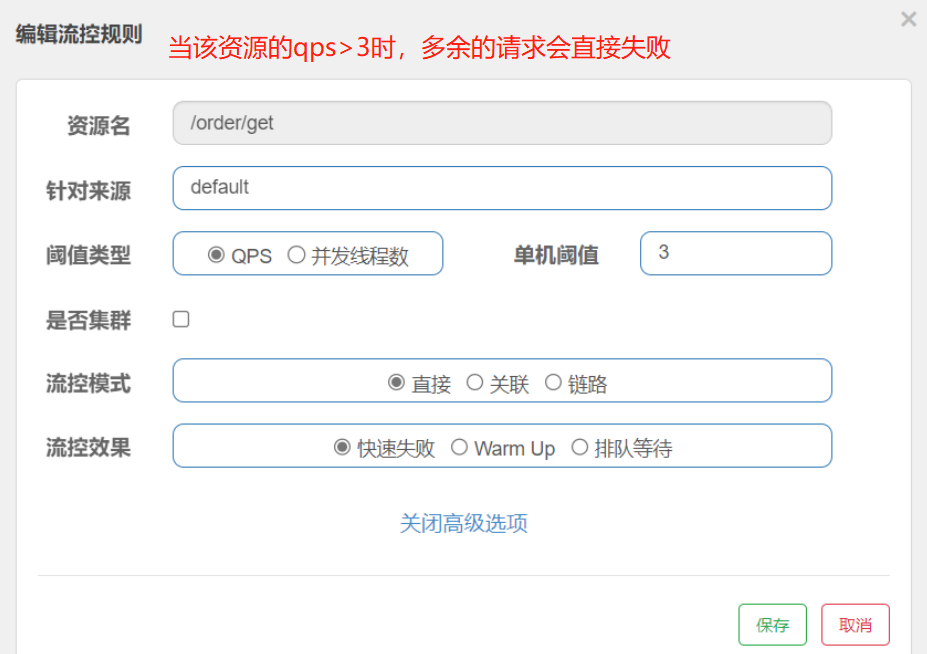 编辑流控规则 当该资源的qps>3时，多余的请求会直接失败 ×
资源名 /order/get
针对来源 default
阈值类型 QPS 并发线程数 单机阈值 3
是否集群
流控模式 直接 关联 链路
流控效果 快速失败 Warm Up 排队等待
关闭高级选项
保存 取消